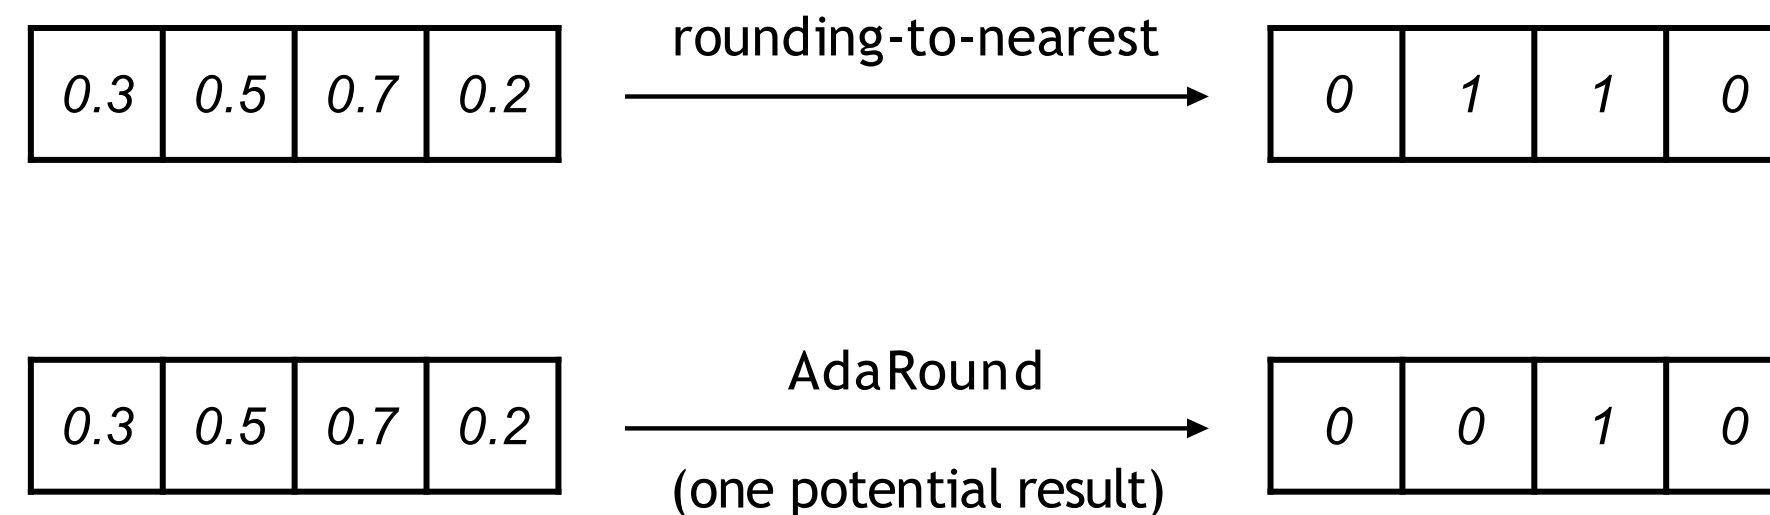 rounding-to-nearest
0.3 0.5 0.7 0.2 0 1 1 0
AdaRound
0.3 0.5 0.7 0.2 0 0 1 0
(one potential result)